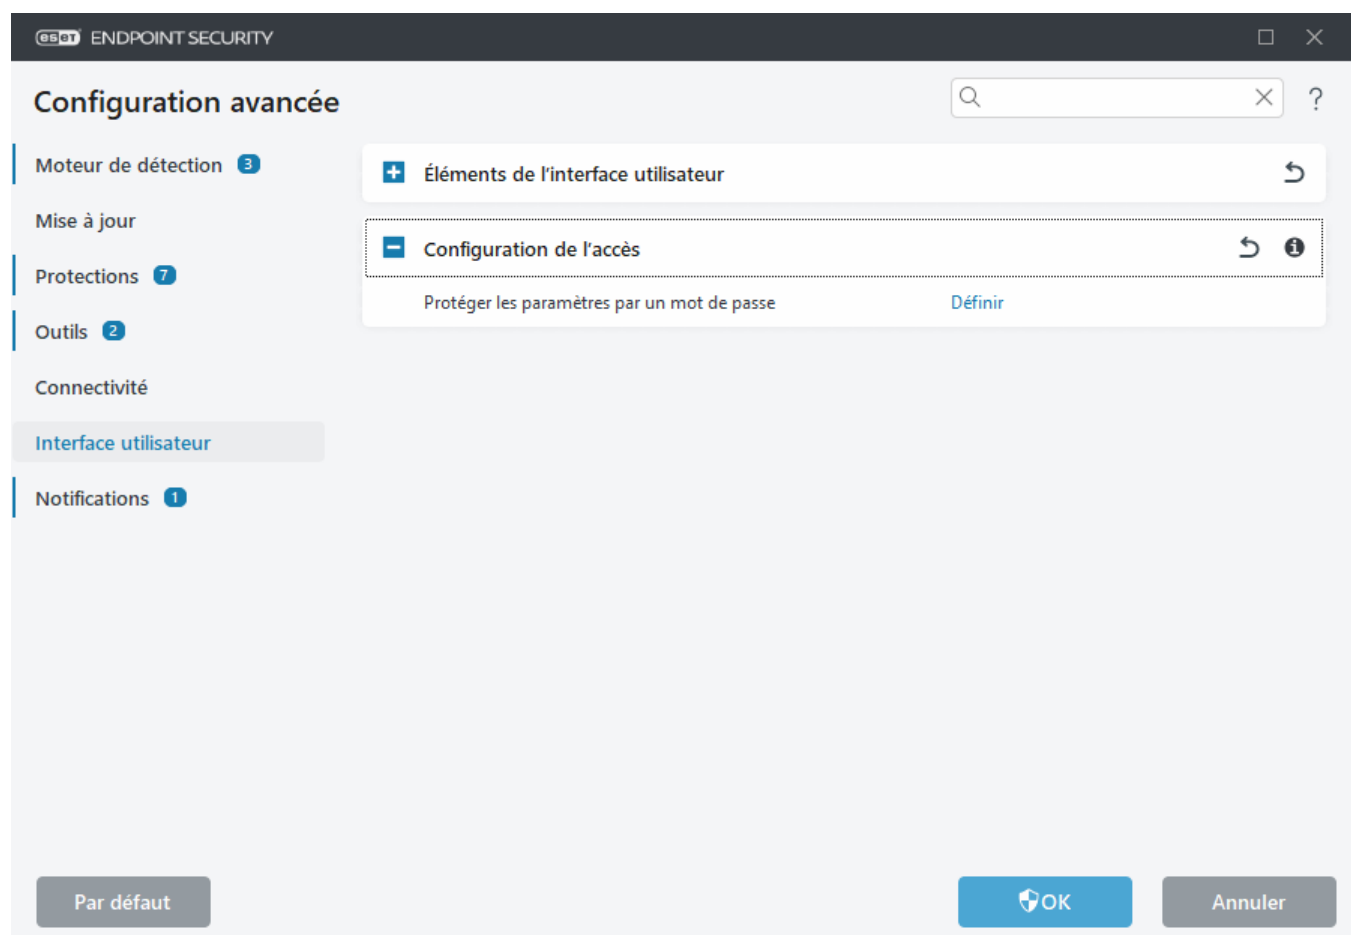 eset ENDPOINT SECURITY
Configuration avancée
?
Moteur de détection 3
Mise à jour
Protections 7
Outils 2
Connectivité
Interface utilisateur
Notifications 1
Éléments de l'interface utilisateur
Configuration de l'accès
Protéger les paramètres par un mot de passe Définir
Par défaut
OK
Annuler